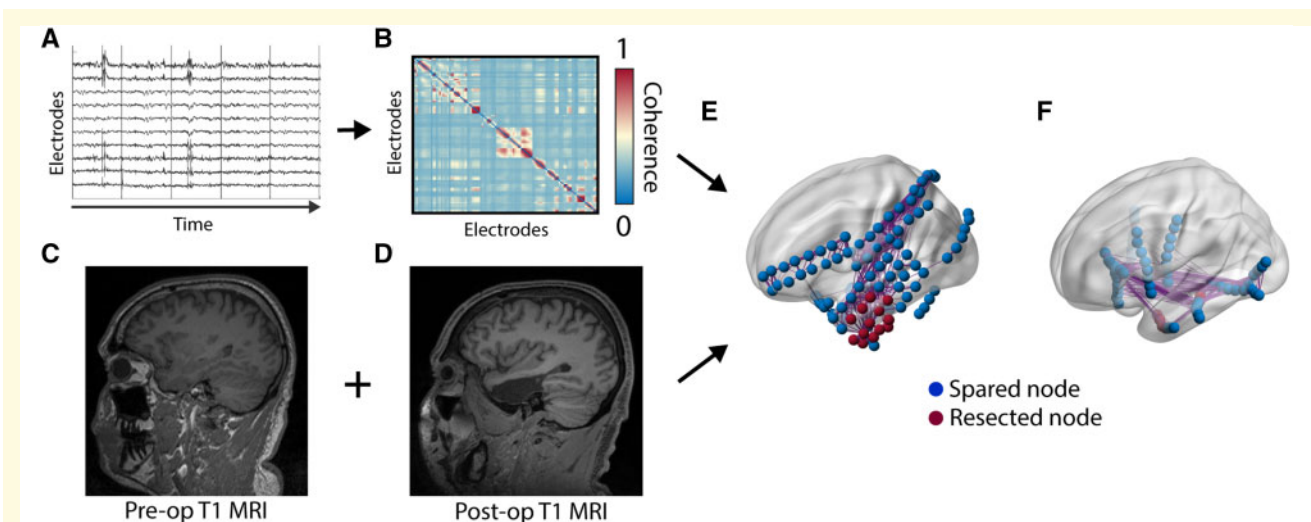 A
B
1
Electrodes
Electrodes
Coherence
E
F
Time
Electrodes
0
C
D
+
Spared node
Resected node
Pre-op T1 MRI
Post-op T1 MRI